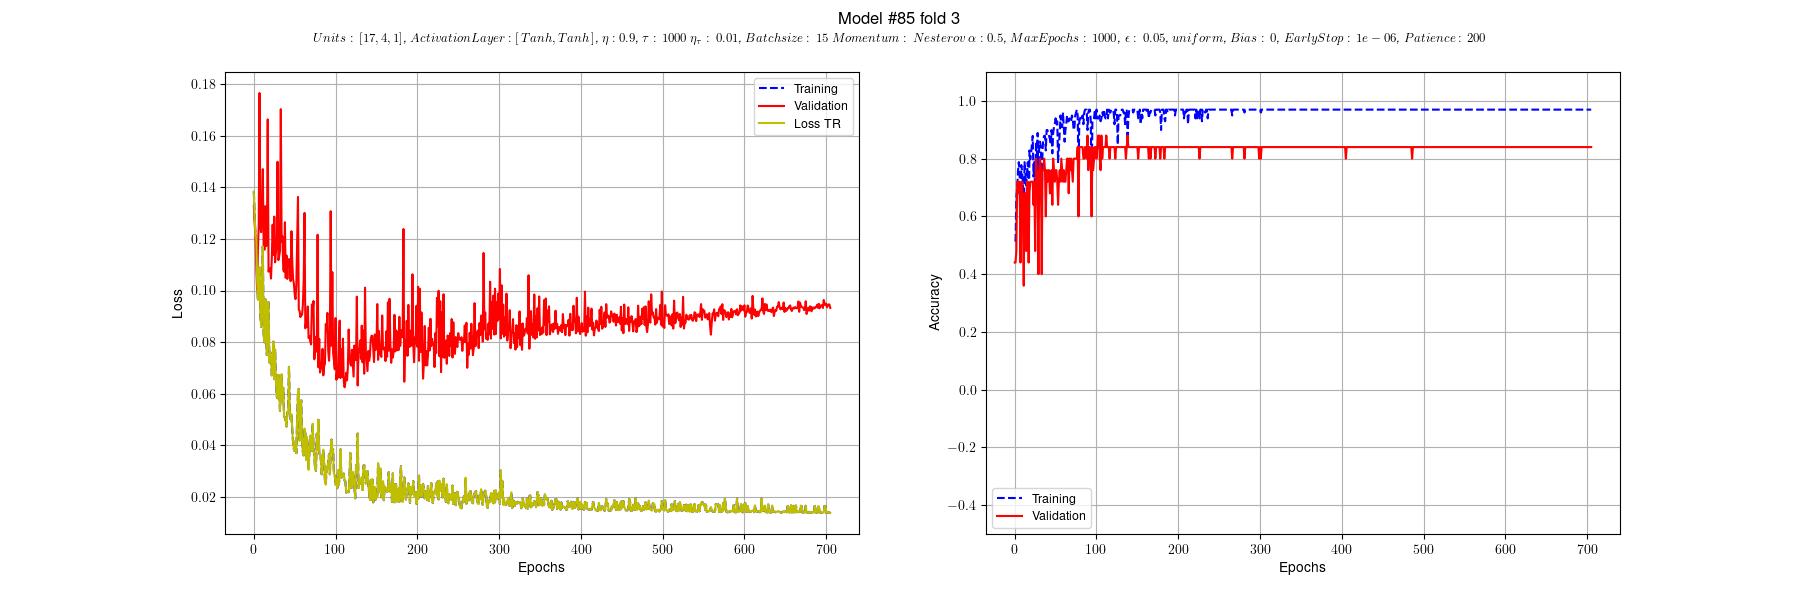 Model #85 fold 3
Units : [17, 4, 1], ActivationLayer : [Tanh, Tanh], η : 0.9, τ : 1000 ητ : 0.01, Batchsize : 15 Momentum : Nesterov α : 0.5, MaxEpochs : 1000, ϵ : 0.05, uniform, Bias : 0, EarlyStop : 1e − 06, Patience : 200
0.18
0.16
0.14
0.12
0.10
0.08
0.06
0.04
0.02
Loss
0 100 200 300 400 500 600 700
Epochs
Training
Validation
Loss TR
1.0
0.8
0.6
0.4
0.2
0.0
−0.2
−0.4
Accuracy
0 100 200 300 400 500 600 700
Epochs
Training
Validation